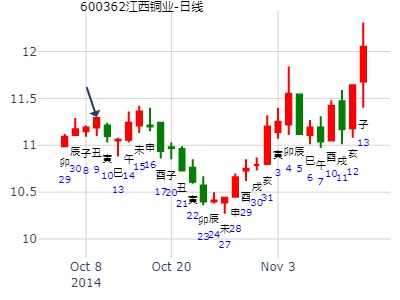 600362江西铜业-日线
12
11.5
11
10.5
10
卯 辰 子 丑 寅 巳 午 未 申 酉 子 丑 寅 卯 辰 未 申 酉 戌 亥 寅 卯 辰 巳 午 酉 戌 亥 子
29 30 8 9 10 13 14 15 16 17 20 21 22 23 24 27 28 29 30 31 3 4 5 6 7 10 11 12 13
Oct 8 Oct 20 Nov 3
2014